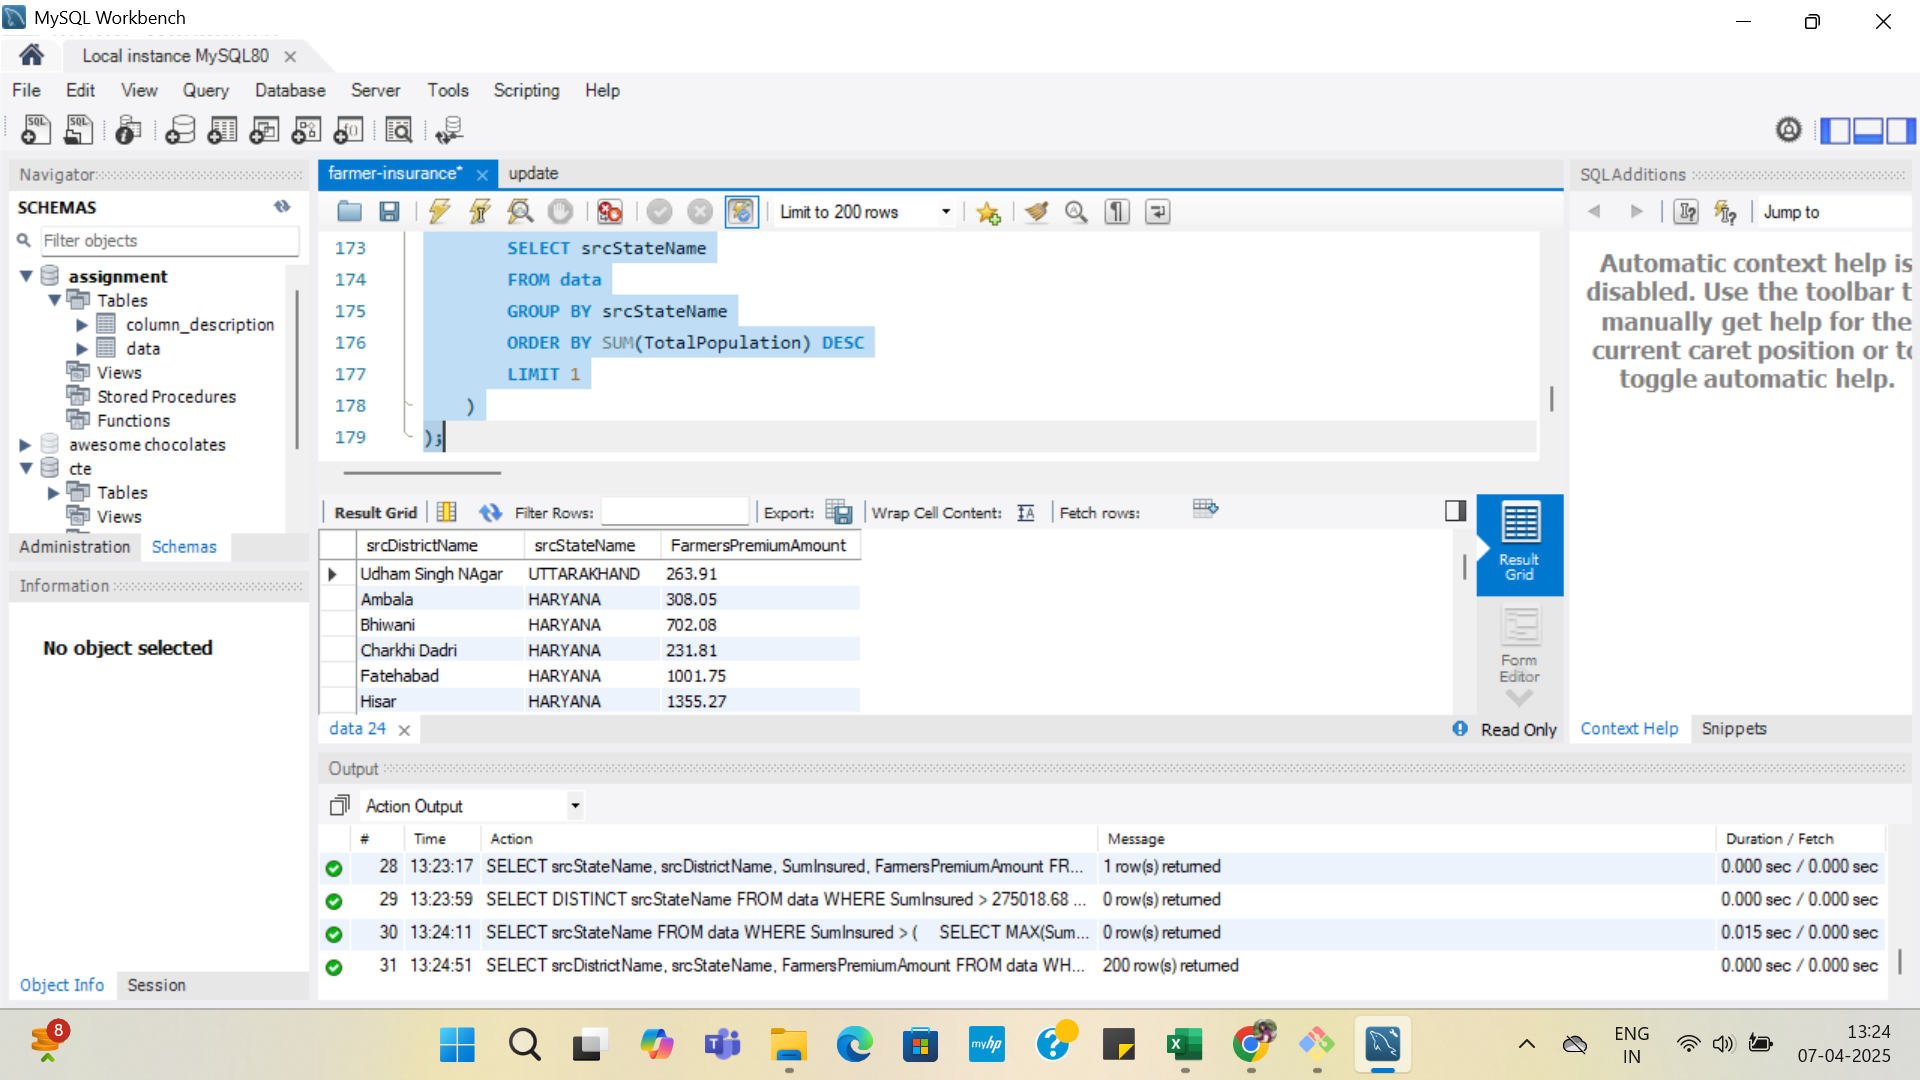 MySQL Workbench
Local instance MySQL80
File Edit View Query Database Server Tools Scripting Help
Navigator
SCHEMAS
Filter objects
assignment
Tables
column_description
data
Views
Stored Procedures
Functions
awesome chocolates
cte
Tables
Views
Administration Schemas
Information
No object selected
Object Info Session
farmer-insurance* update
Limit to 200 rows
173 SELECT srcStateName
174 FROM data
175 GROUP BY srcStateName
176 ORDER BY SUM(TotalPopulation) DESC
177 LIMIT 1
178 )
179 );
Result Grid Filter Rows: Export: Wrap Cell Content: Fetch rows:
srcDistrictName srcStateName FarmersPremiumAmount
Udham Singh NAgar UTTARAKHAND 263.91
Ambala HARYANA 308.05
Bhiwani HARYANA 702.08
Charkhi Dadri HARYANA 231.81
Fatehabad HARYANA 1001.75
Hisar HARYANA 1355.27
Result
Grid
Form
Editor
data 24 Read Only
SQLAdditions
Jump to
Automatic context help is
disabled. Use the toolbar t
manually get help for the
current caret position or to
toggle automatic help.
Context Help Snippets
Output
Action Output
# Time Action Message Duration / Fetch
28 13:23:17 SELECT srcStateName, srcDistrictName, SumInsured, FarmersPremiumAmount FR... 1 row(s) returned 0.000 sec / 0.000 sec
29 13:23:59 SELECT DISTINCT srcStateName FROM data WHERE SumInsured > 275018.68 ... 0 row(s) returned 0.000 sec / 0.000 sec
30 13:24:11 SELECT srcStateName FROM data WHERE SumInsured > ( SELECT MAX(Sum... 0 row(s) returned 0.015 sec / 0.000 sec
31 13:24:51 SELECT srcDistrictName, srcStateName, FarmersPremiumAmount FROM data WH... 200 row(s) returned 0.000 sec / 0.000 sec
8
myhp
ENG
IN
13:24
07-04-2025